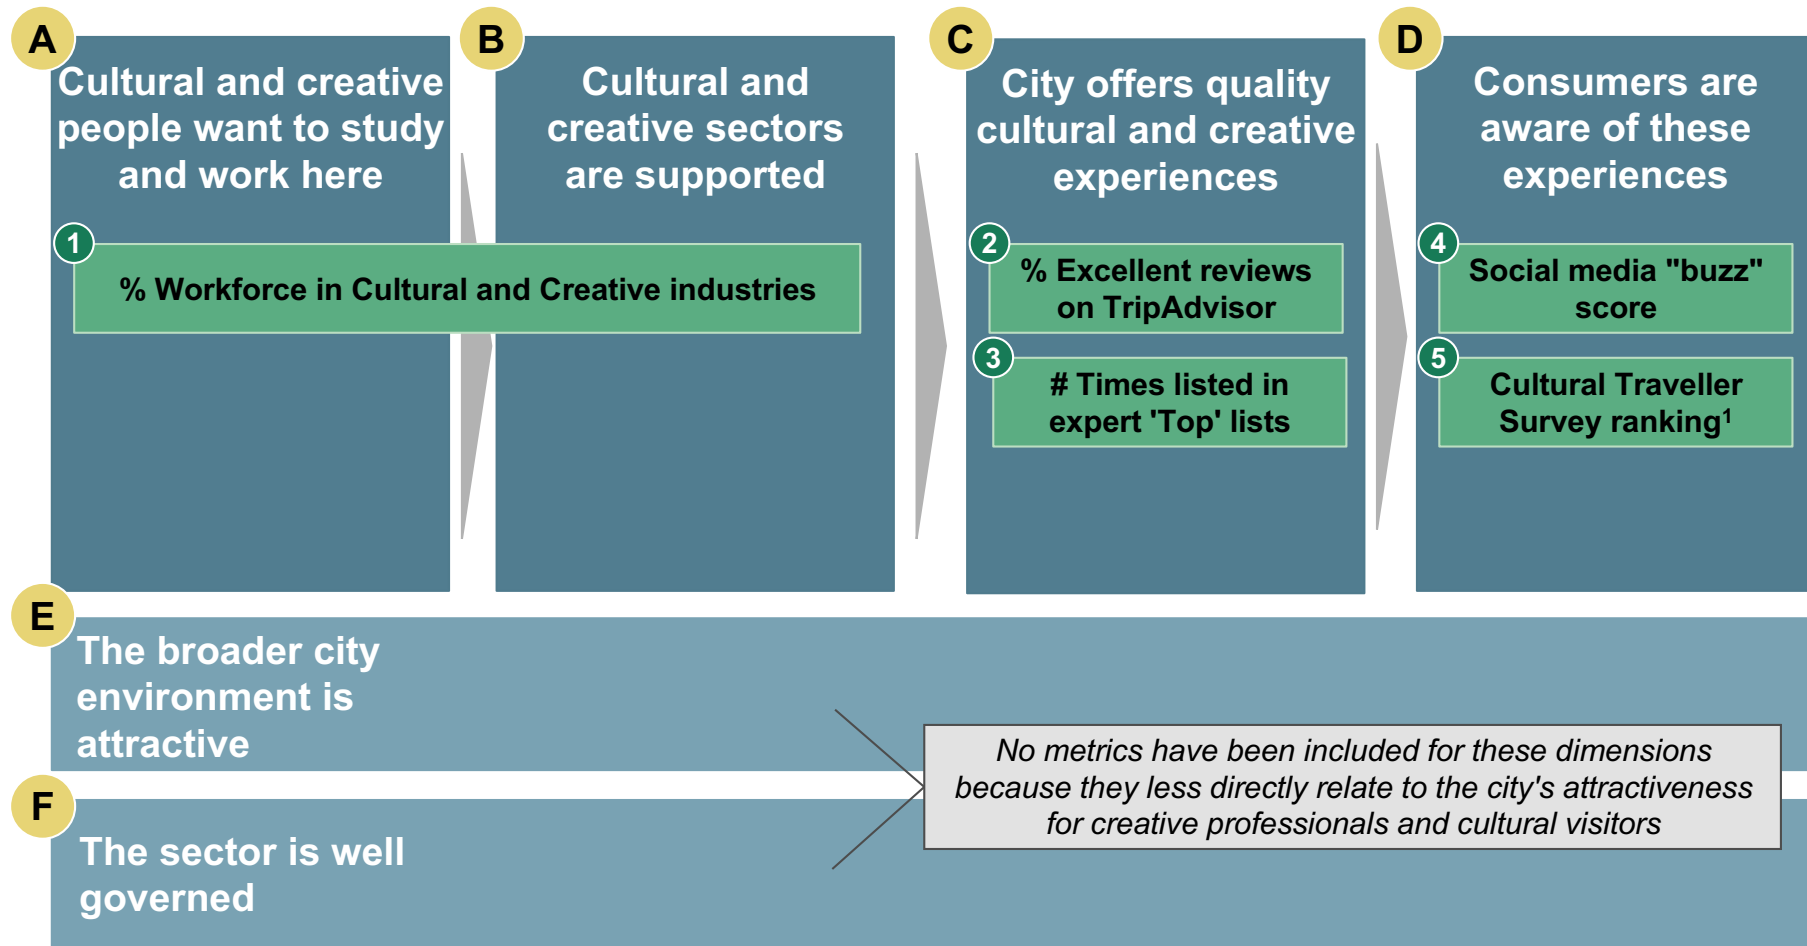 A
Cultural and creative
people want to study
and work here
B
Cultural and
creative sectors
are supported
1
% Workforce in Cultural and Creative industries
C
City offers quality
cultural and creative
experiences
2
% Excellent reviews
on TripAdvisor
3
# Times listed in
expert 'Top' lists
D
Consumers are
aware of these
experiences
4
Social media "buzz"
score
5
Cultural Traveller
Survey ranking¹
E
The broader city
environment is
attractive
F
The sector is well
governed
No metrics have been included for these dimensions
because they less directly relate to the city's attractiveness
for creative professionals and cultural visitors